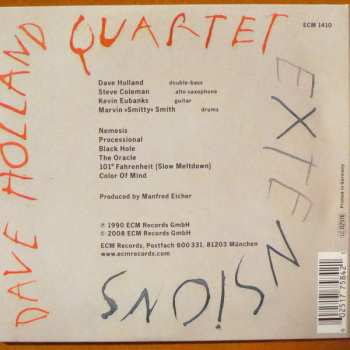 DAVE HOLLAND
QUARTET
EXTENSIONS
ECM 1410
Dave Holland double-bass
Steve Coleman alto saxophone
Kevin Eubanks guitar
Marvin »Smitty« Smith drums
Nemesis
Processional
Black Hole
The Oracle
101° Fahrenheit (Slow Meltdown)
Color Of Mind
Produced by Manfred Eicher
℗ 1990 ECM Records GmbH
© 2008 ECM Records GmbH
ECM Records, Postfach 600 331, 81203 München
www.ecmrecords.com
Printed in Germany
6 02517 75842